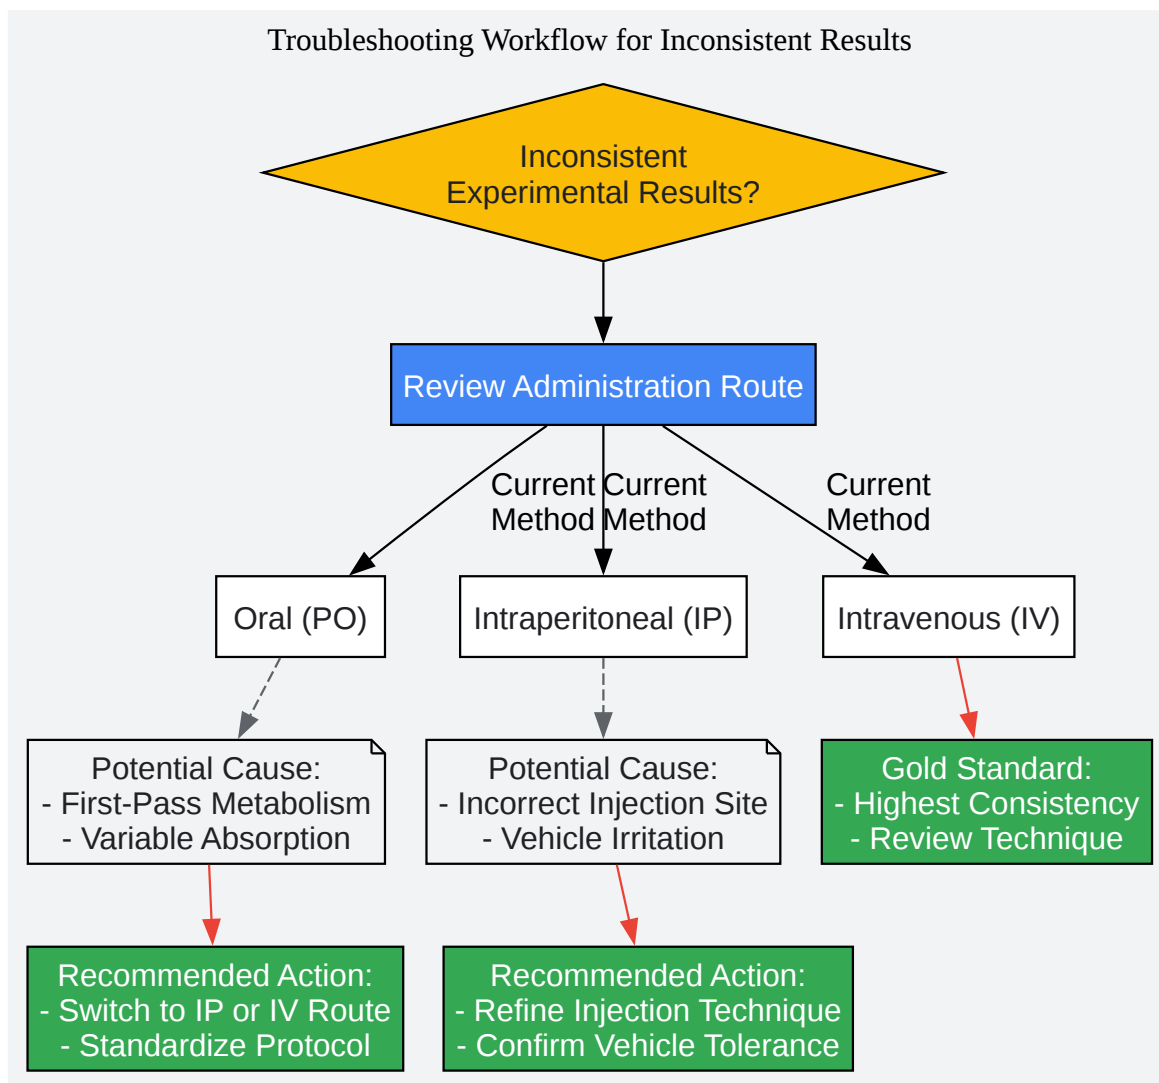 Troubleshooting Workflow for Inconsistent Results
Inconsistent
Experimental Results?
Review Administration Route
Current
Method
Current
Method
Current
Method
Oral (PO)
Intraperitoneal (IP)
Intravenous (IV)
Potential Cause:
- First-Pass Metabolism
- Variable Absorption
Potential Cause:
- Incorrect Injection Site
- Vehicle Irritation
Gold Standard:
- Highest Consistency
- Review Technique
Recommended Action:
- Switch to IP or IV Route
- Standardize Protocol
Recommended Action:
- Refine Injection Technique
- Confirm Vehicle Tolerance